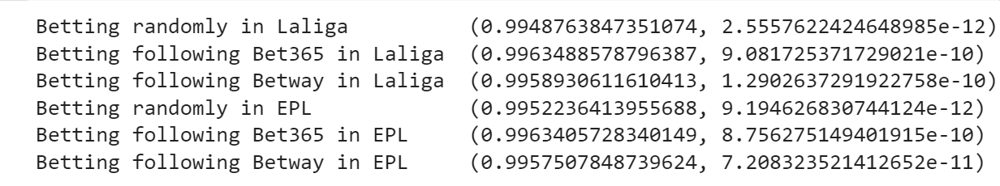 Betting randomly in Laliga (0.9948763847351074, 2.5557622424648985e-12)
Betting following Bet365 in Laliga (0.9963488578796387, 9.081725371729021e-10)
Betting following Betway in Laliga (0.9958930611610413, 1.2902637291922758e-10)
Betting randomly in EPL (0.9952236413955688, 9.194626830744124e-12)
Betting following Bet365 in EPL (0.9963405728340149, 8.756275149401915e-10)
Betting following Betway in EPL (0.9957507848739624, 7.208323521412652e-11)